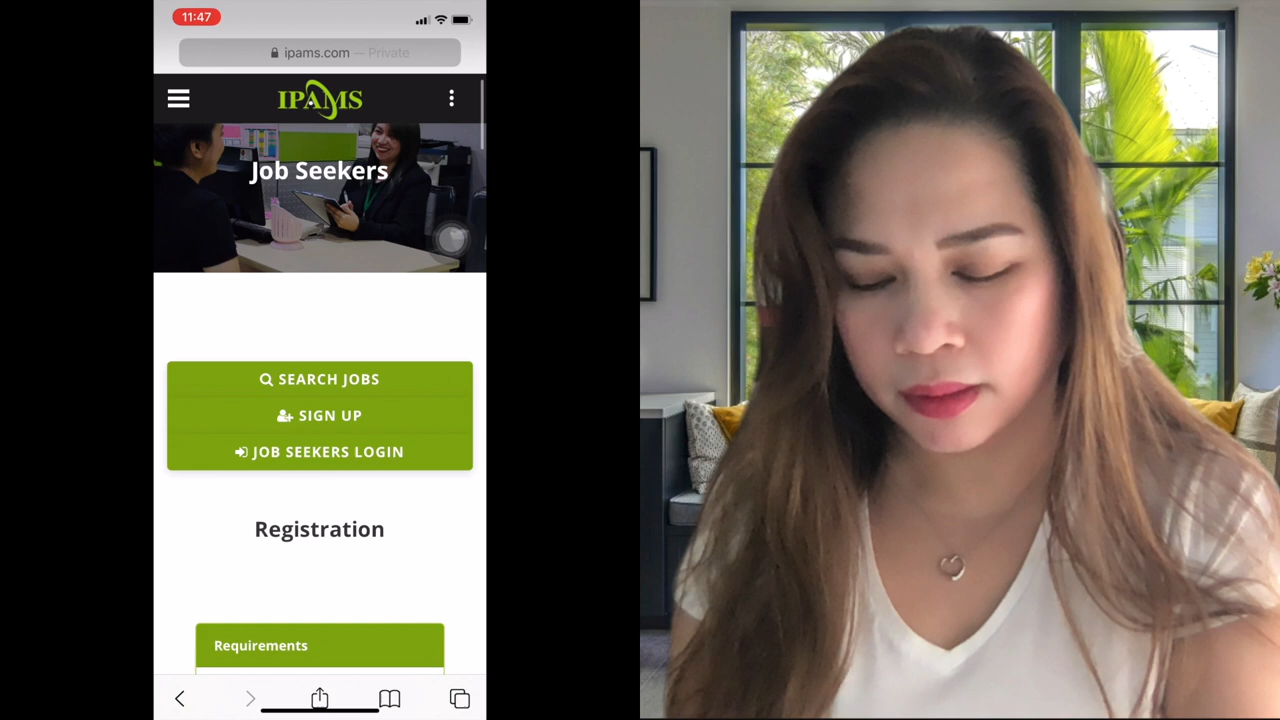 11:47
ipams.com — Private
IPAMS
Job Seekers
SEARCH JOBS
SIGN UP
JOB SEEKERS LOGIN
Registration
Requirements